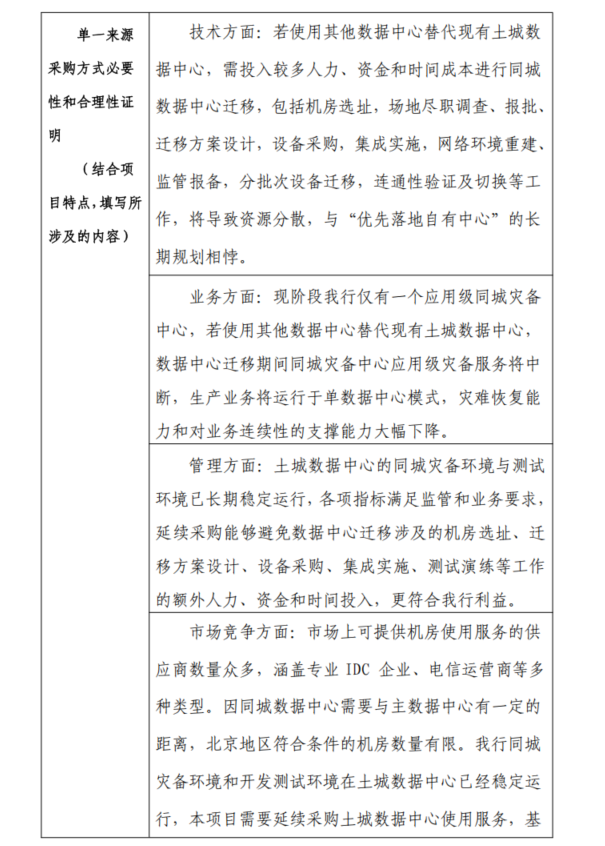 单一来源
采购方式必要
性和合理性证
明
（结合项
目特点，填写所
涉及的内容）
技术方面：若使用其他数据中心替代现有土城数
据中心，需投入较多人力、资金和时间成本进行同城
数据中心迁移，包括机房选址，场地尽职调查、报批、
迁移方案设计，设备采购，集成实施，网络环境重建、
监管报备，分批次设备迁移，连通性验证及切换等工
作，将导致资源分散，与“优先落地自有中心”的长
期规划相悖。
业务方面：现阶段我行仅有一个应用级同城灾备
中心，若使用其他数据中心替代现有土城数据中心，
数据中心迁移期间同城灾备中心应用级灾备服务将中
断，生产业务将运行于单数据中心模式，灾难恢复能
力和对业务连续性的支撑能力大幅下降。
管理方面：土城数据中心的同城灾备环境与测试
环境已长期稳定运行，各项指标满足监管和业务要求，
延续采购能够避免数据中心迁移涉及的机房选址、迁
移方案设计、设备采购、集成实施、测试演练等工作
的额外人力、资金和时间投入，更符合我行利益。
市场竞争方面：市场上可提供机房使用服务的供
应商数量众多，涵盖专业 IDC 企业、电信运营商等多
种类型。因同城数据中心需要与主数据中心有一定的
距离，北京地区符合条件的机房数量有限。我行同城
灾备环境和开发测试环境在土城数据中心已经稳定运
行，本项目需要延续采购土城数据中心使用服务，基